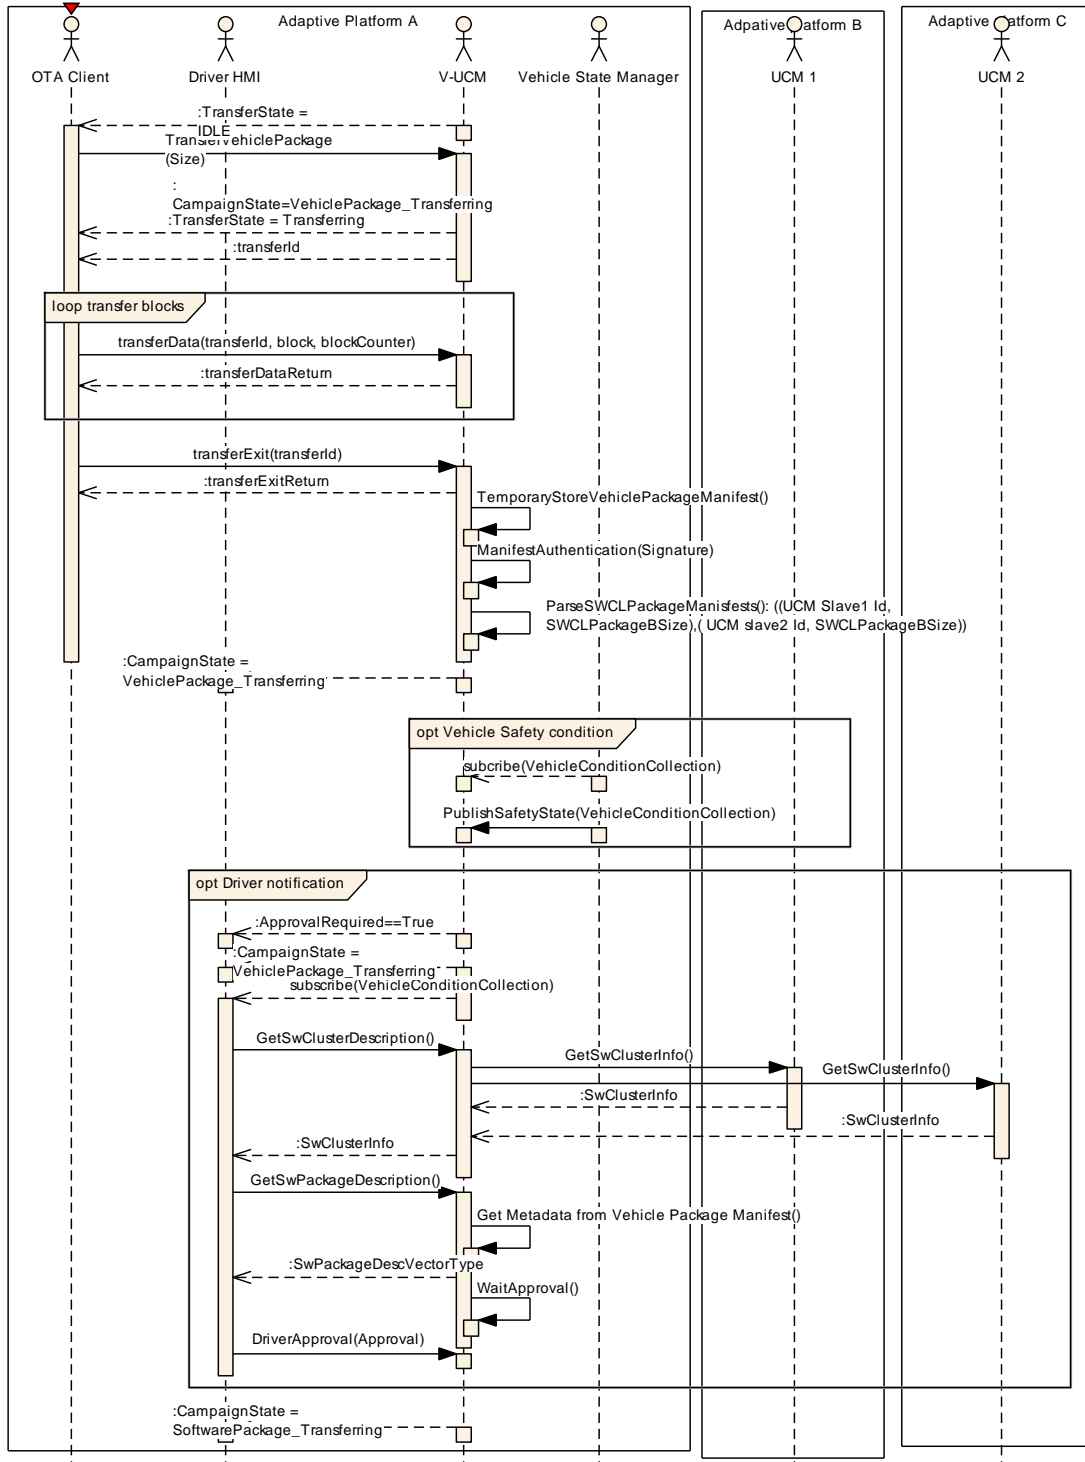 Adaptive Platform A
Adpative
atform B
Adaptive
atform C
OTA Client
Driver HMI
V-UCM
Vehicle State Manager
UCM 1
UCM 2
:TransferState =
IDLE
TransferVehiclePackage
(Size)
:
CampaignState=VehiclePackage_Transferring
:TransferState = Transferring
:transferId
loop transfer blocks
transferData(transferId, block, blockCounter)
:transferDataReturn
transferExit(transferId)
:transferExitReturn
TemporaryStoreVehiclePackageManifest()
ManifestAuthentication(Signature)
ParseSWCLPackageManisfests(): ((UCM Slave1 Id,
SWCLPackageBSize),( UCM slave2 Id, SWCLPackageBSize))
:CampaignState =
VehiclePackage_Transferring
opt Vehicle Safety condition
subcribe(VehicleConditionCollection)
PublishSafetyState(VehicleConditionCollection)
opt Driver notification
:ApprovalRequired==True
:CampaignState =
VehiclePackage_Transferring
subscribe(VehicleConditionCollection)
GetSwClusterDescription()
GetSwClusterInfo()
GetSwClusterInfo()
:SwClusterInfo
:SwClusterInfo
:SwClusterInfo
GetSwPackageDescription()
Get Metadata from Vehicle Package Manifest()
:SwPackageDescVectorType
WaitApproval()
DriverApproval(Approval)
:CampaignState =
SoftwarePackage_Transferring